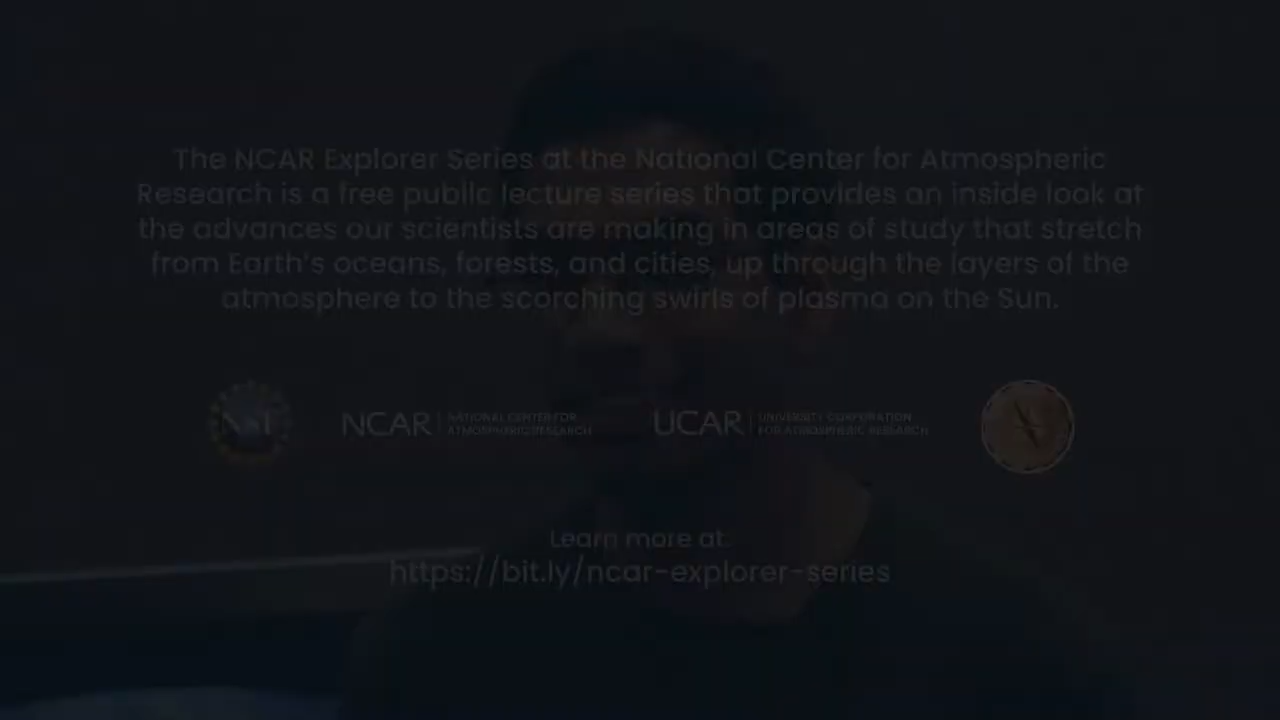 The NCAR Explorer Series at the National Center for Atmospheric
Research is a free public lecture series that provides an inside look at
the advances our scientists are making in areas of study that stretch
from Earth's oceans, forests, and cities, up through the layers of the
atmosphere to the scorching swirls of plasma on the Sun.
NSF
NCAR
NATIONAL CENTER FOR
ATMOSPHERIC RESEARCH
UCAR
UNIVERSITY CORPORATION
FOR ATMOSPHERIC RESEARCH
Learn more at:
https://bit.ly/ncar-explorer-series